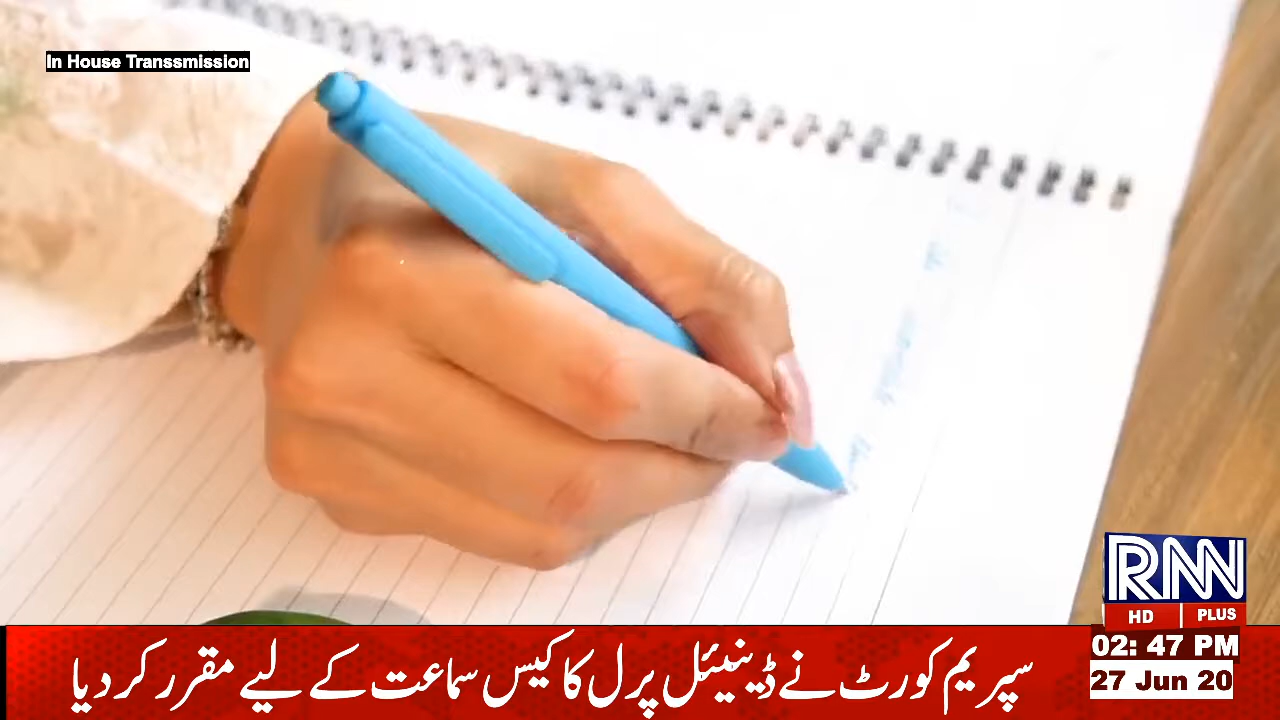 In House Transsmission
RNN
HD PLUS
02: 47 PM
سپریم کورٹ نے ڈینیئل پرل کا کیس سماعت کے لیے مقرر کر دیا
27 Jun 20